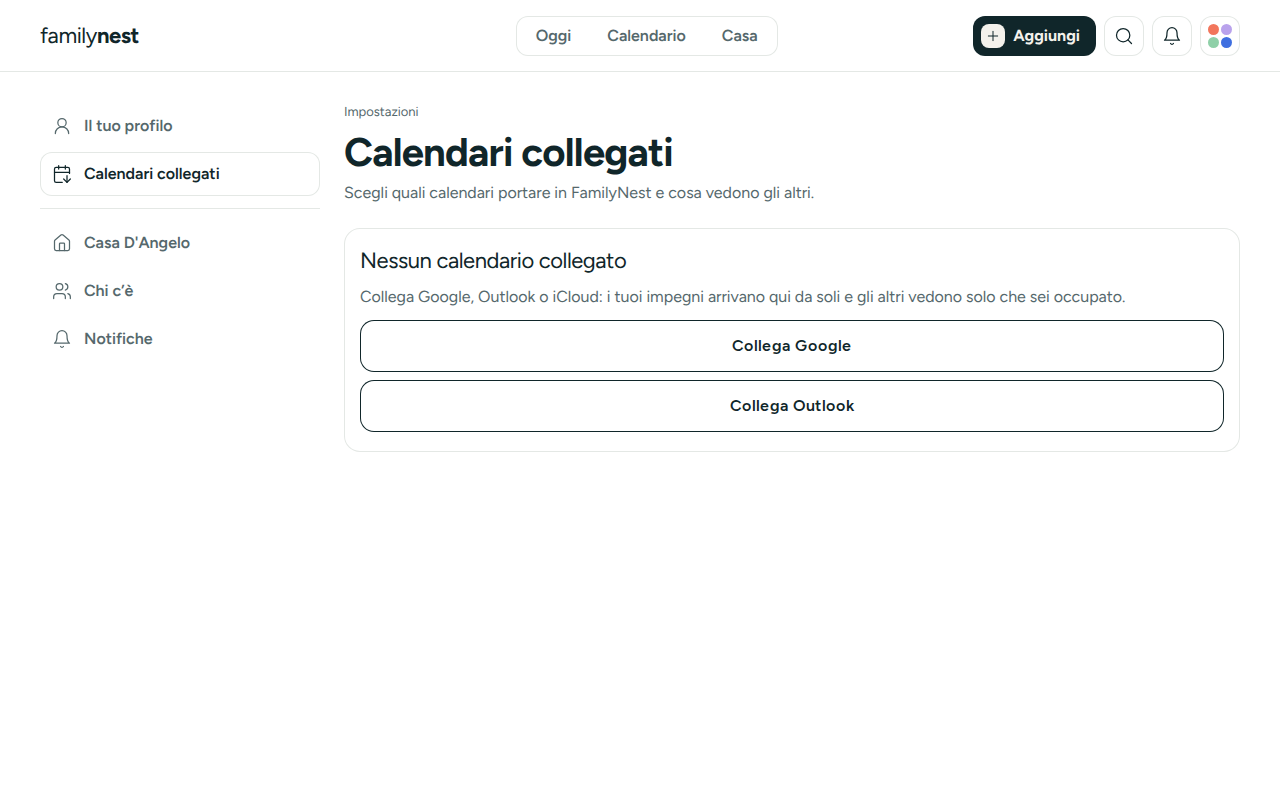 familynest
Oggi Calendario Casa
Aggiungi
Il tuo profilo
Calendari collegati
Casa D'Angelo
Chi c’è
Notifiche
Impostazioni
Calendari collegati
Scegli quali calendari portare in FamilyNest e cosa vedono gli altri.
Nessun calendario collegato
Collega Google, Outlook o iCloud: i tuoi impegni arrivano qui da soli e gli altri vedono solo che sei occupato.
Collega Google
Collega Outlook